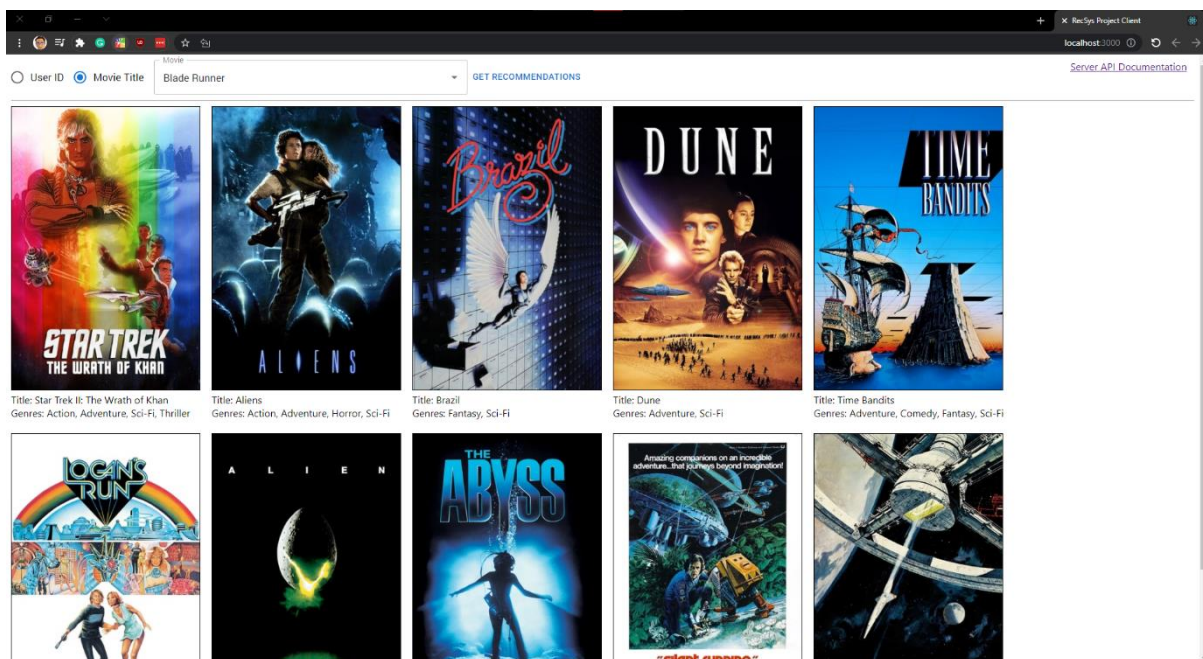 RecSys Project Client
localhost:3000
User ID
Movie Title
Movie
Blade Runner
GET RECOMMENDATIONS
Server API Documentation
STAR TREK
THE WRATH OF KHAN
ALIENS
Brazil
DUNE
TIME
BANDITS
Title: Star Trek II: The Wrath of Khan
Genres: Action, Adventure, Sci-Fi, Thriller
Title: Aliens
Genres: Action, Adventure, Horror, Sci-Fi
Title: Brazil
Genres: Fantasy, Sci-Fi
Title: Dune
Genres: Adventure, Sci-Fi
Title: Time Bandits
Genres: Adventure, Comedy, Fantasy, Sci-Fi
LOGAN'S
RUN
ALIEN
THE
ABYSS
Amazing companions on an incredible
adventure...that journeys beyond imagination!
"silent running"